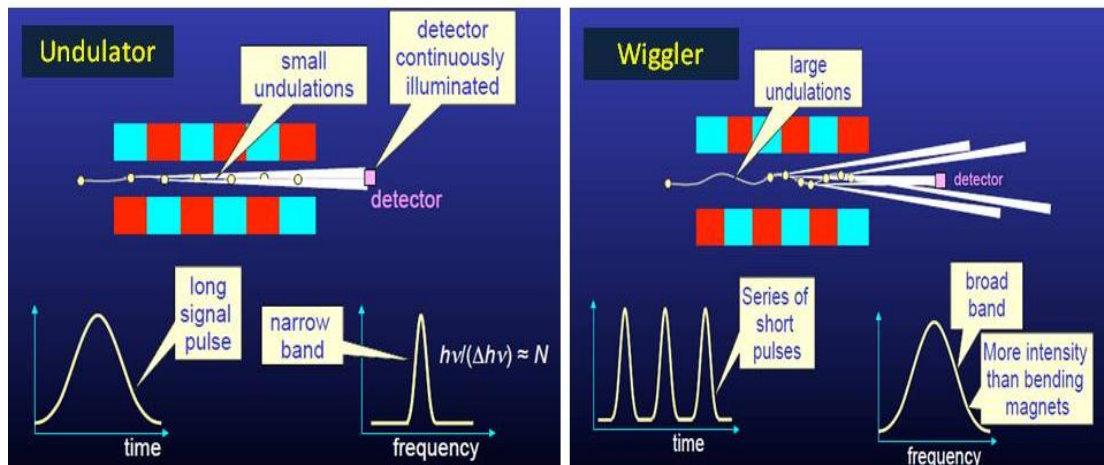 Undulator
small
undulations
detector
continuously
illuminated
detector
long
signal
pulse
time
narrow
band
hν/(Δhν) ≈ N
frequency
Wiggler
large
undulations
detector
Series of
short
pulses
time
broad
band
More intensity
than bending
magnets
frequency